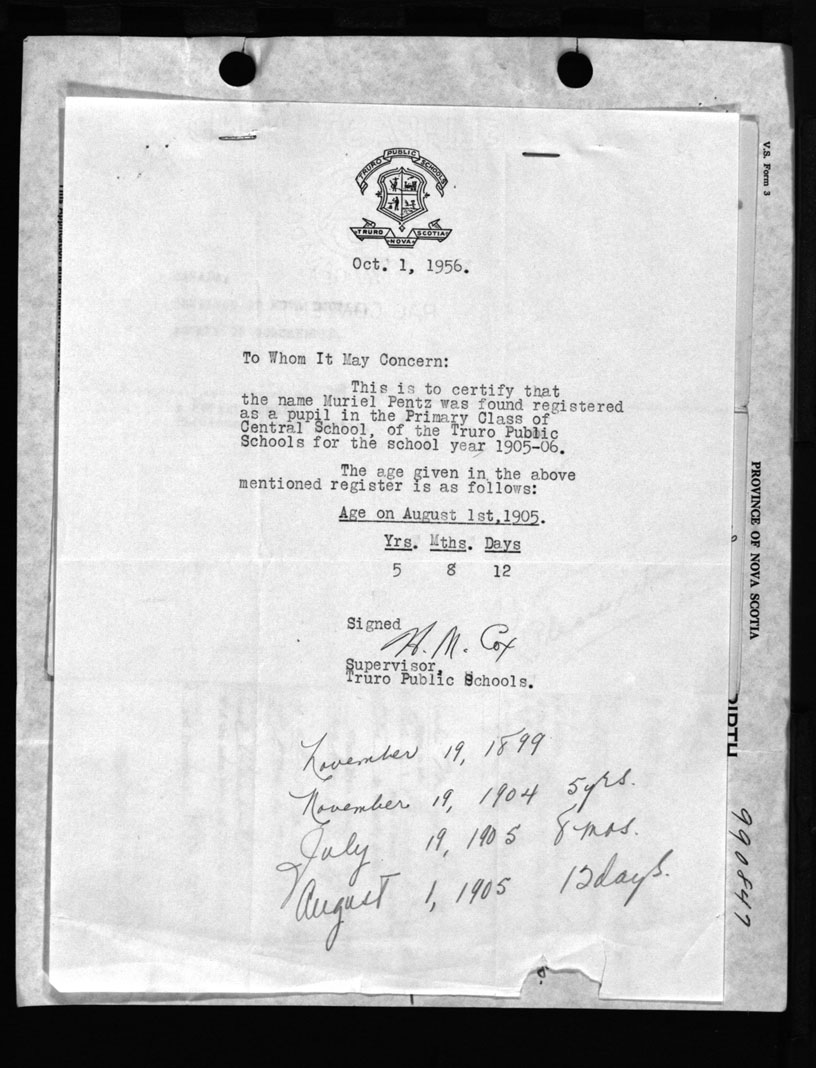 TRURO PUBLIC SCHOOLS
TRURO NOVA SCOTIA
Oct. 1, 1956.
To Whom It May Concern:
This is to certify that
the name Muriel Pentz was found registered
as a pupil in the Primary Class of
Central School, of the Truro Public
Schools for the school year 1905-06.
The age given in the above
mentioned register is as follows:
Age on August 1st,1905.
Yrs. Mths. Days
5 8 12
Signed
H. M. Cox
Supervisor,
Truro Public Schools.
November 19, 1899
November 19, 1904 5yrs.
July 19, 1905 8 mos.
August 1, 1905 12days.
V.S. Form 3
PROVINCE OF NOVA SCOTIA
BIRTH
990847